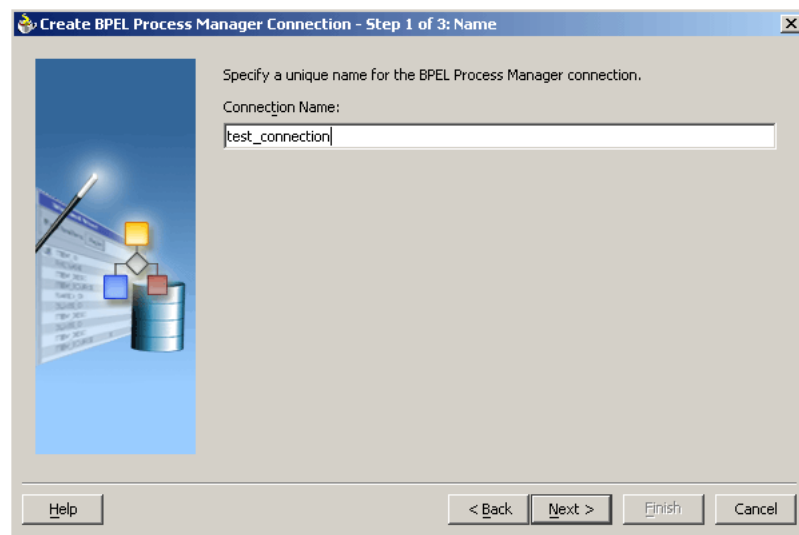 Create BPEL Process Manager Connection - Step 1 of 3: Name
Specify a unique name for the BPEL Process Manager connection.
Connection Name:
test_connection
Help
< Back
Next >
Finish
Cancel